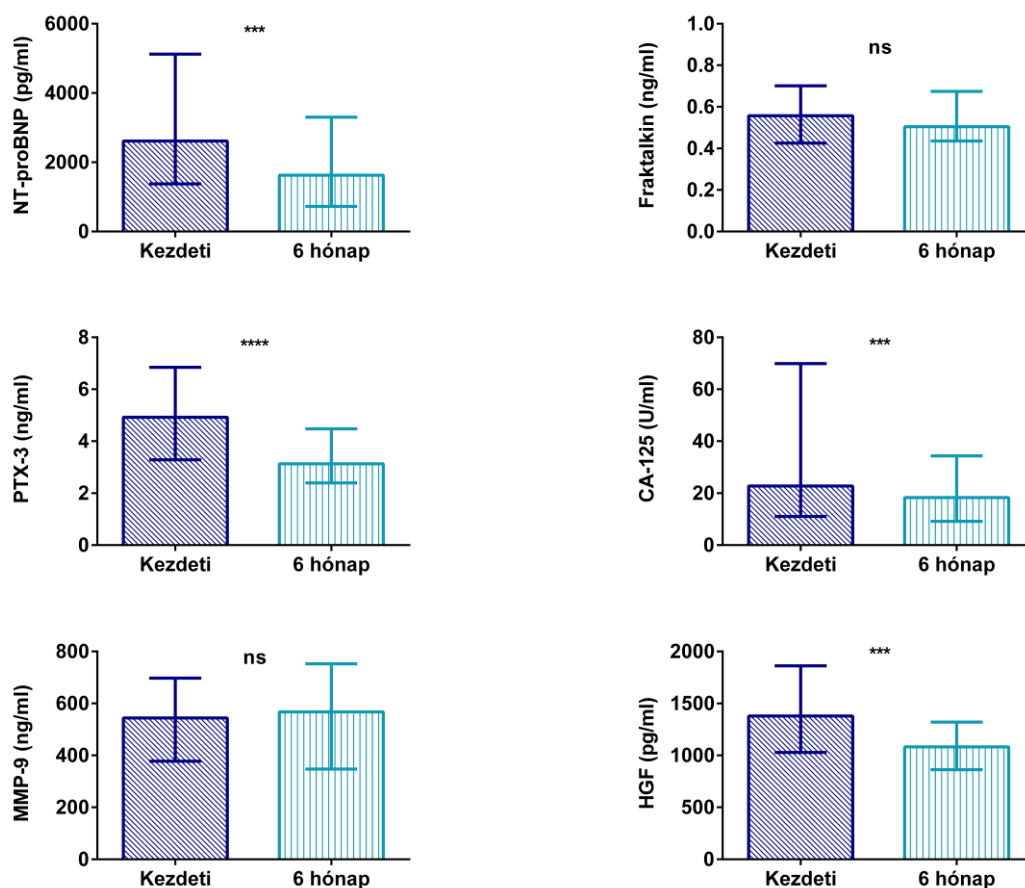 NT-proBNP (pg/ml)
6000
4000
2000
0
***
Kezdeti 6 hónap
Fraktalkin (ng/ml)
1.0
0.8
0.6
0.4
0.2
0.0
ns
Kezdeti 6 hónap
PTX-3 (ng/ml)
8
6
4
2
0
****
Kezdeti 6 hónap
CA-125 (U/ml)
80
60
40
20
0
***
Kezdeti 6 hónap
MMP-9 (ng/ml)
800
600
400
200
0
ns
Kezdeti 6 hónap
HGF (pg/ml)
2000
1500
1000
500
0
***
Kezdeti 6 hónap